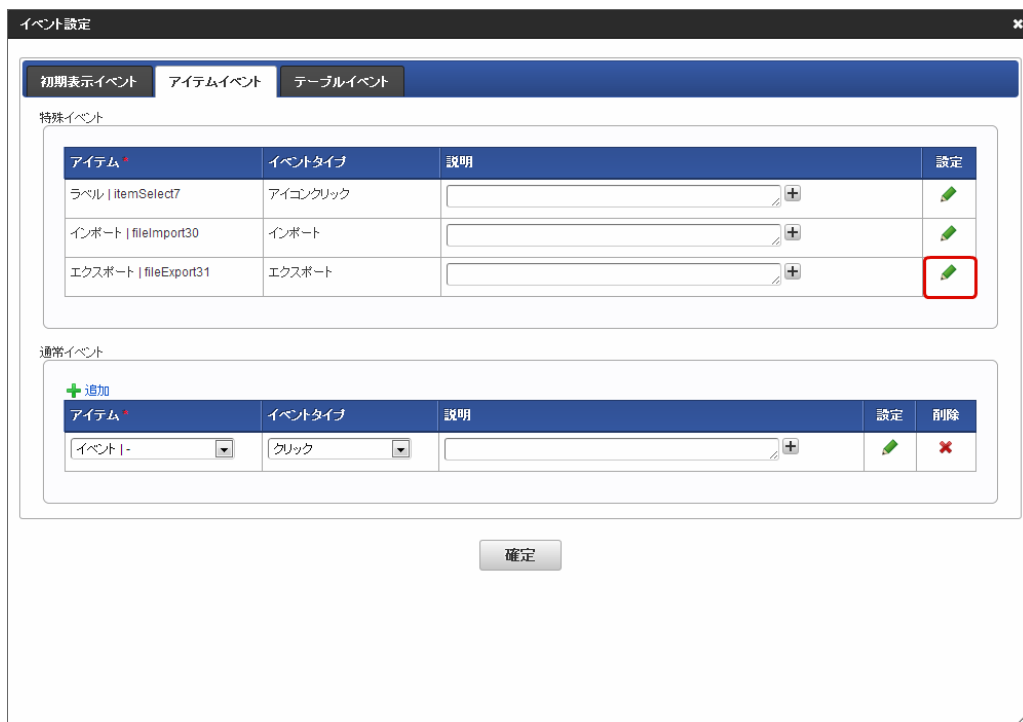 イベント設定
初期表示イベント アイテムイベント テーブルイベント
特殊イベント
アイテム * イベントタイプ 説明 設定
ラベル | itemSelect7 アイコンクリック
インポート | fileImport30 インポート
エクスポート | fileExport31 エクスポート
通常イベント
追加
アイテム * イベントタイプ 説明 設定 削除
イベント | - クリック
確定